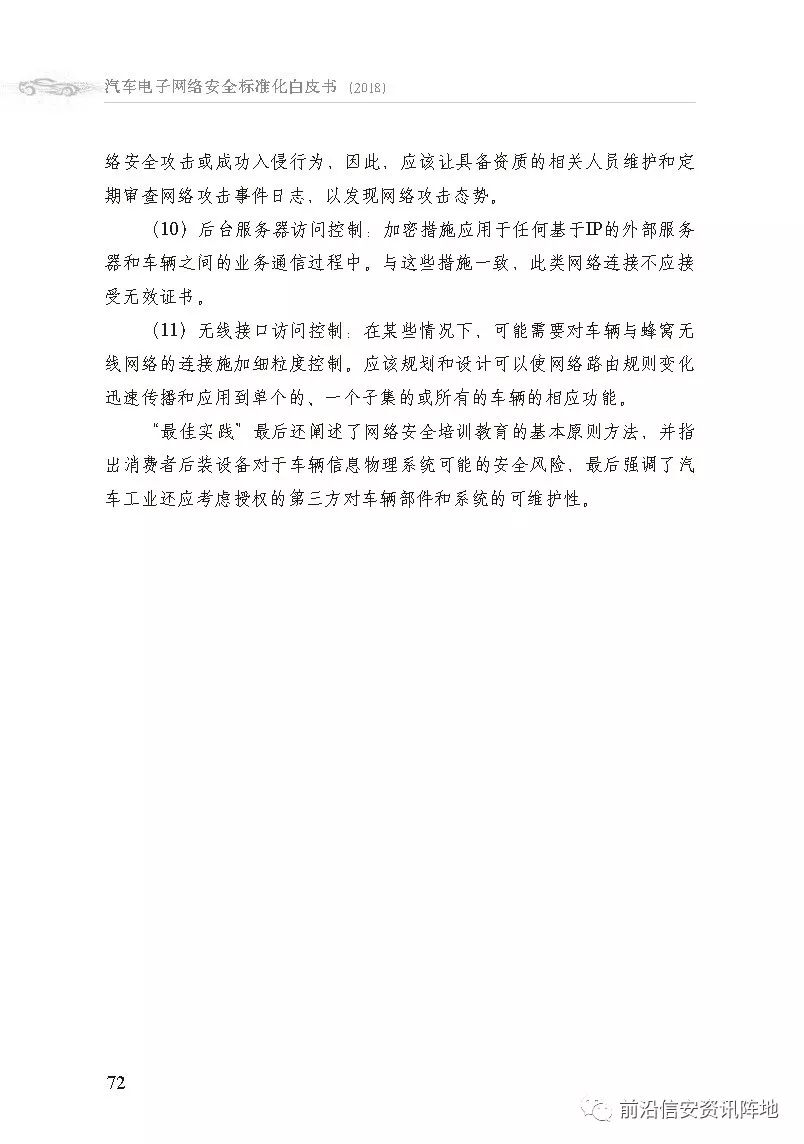 汽车电子网络安全标准化白皮书 (2018)
络安全攻击或成功入侵行为，因此，应该让具备资质的相关人员维护和定
期审查网络攻击事件日志，以发现网络攻击态势。
(10) 后台服务器访问控制：加密措施应用于任何基于IP的外部服务
器和车辆之间的业务通信过程中。与这些措施一致，此类网络连接不应接
受无效证书。
(11) 无线接口访问控制：在某些情况下，可能需要对车辆与蜂窝无
线网络的连接施加细粒度控制。应该规划和设计可以使网络路由规则变化
迅速传播和应用到单个的、一个子集的或所有的车辆的相应功能。
“最佳实践”最后还阐述了网络安全培训教育的基本原则方法，并指
出消费者后装设备对于车辆信息物理系统可能的安全风险，最后强调了汽
车工业还应考虑授权的第三方对车辆部件和系统的可维护性。
72
前沿信安资讯阵地